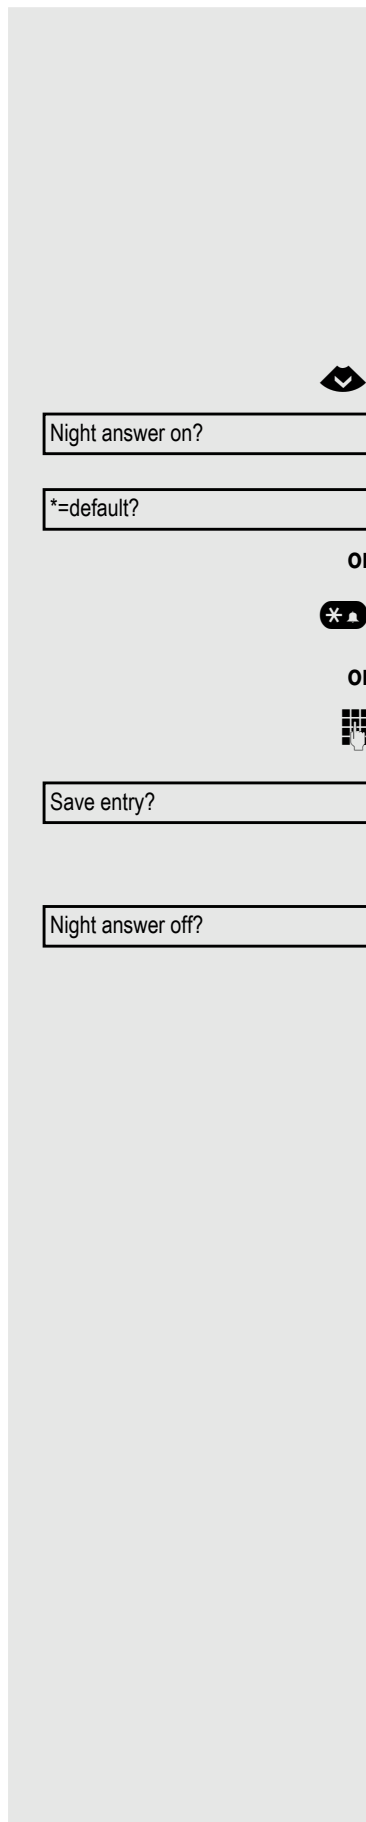 Night answer on?
*=default?
or
or
Save entry?
Night answer off?